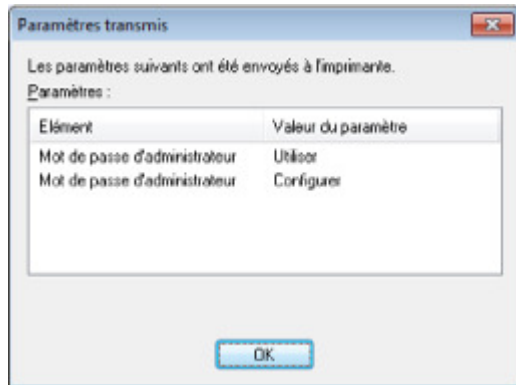 Paramètres transmis
Les paramètres suivants ont été envoyés à l'imprimante.
Paramètres :
Elément Valeur du paramètre
Mot de passe d'administrateur Utiliser
Mot de passe d'administrateur Configurer
OK